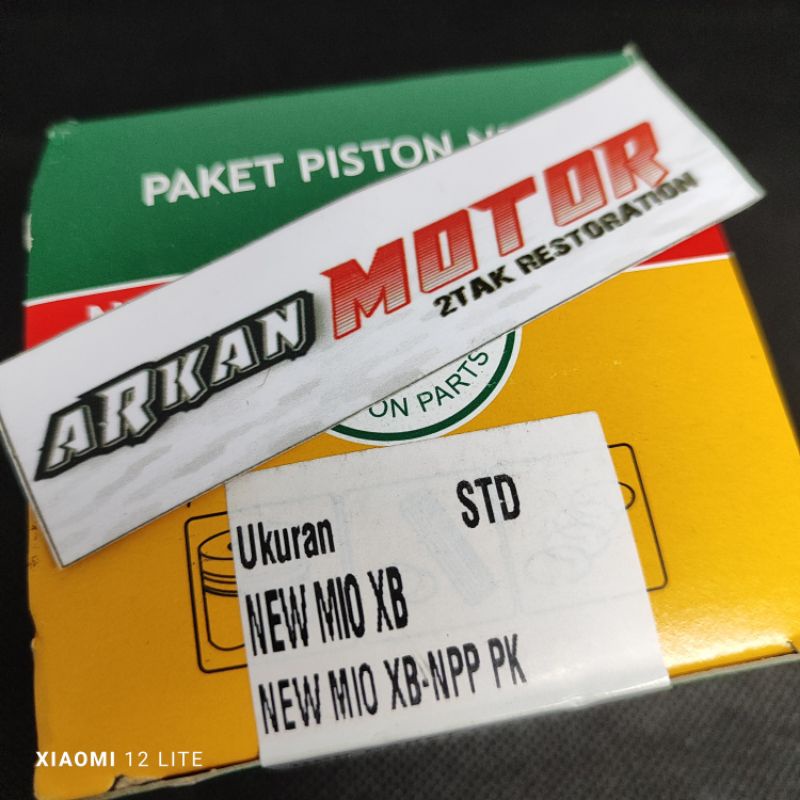 PAKET PISTON
ARKAN MOTOR
2TAK RESTORATION
ON PARTS
Ukuran STD
NEW MIO XB
NEW MIO XB-NPP PK
XIAOMI 12 LITE